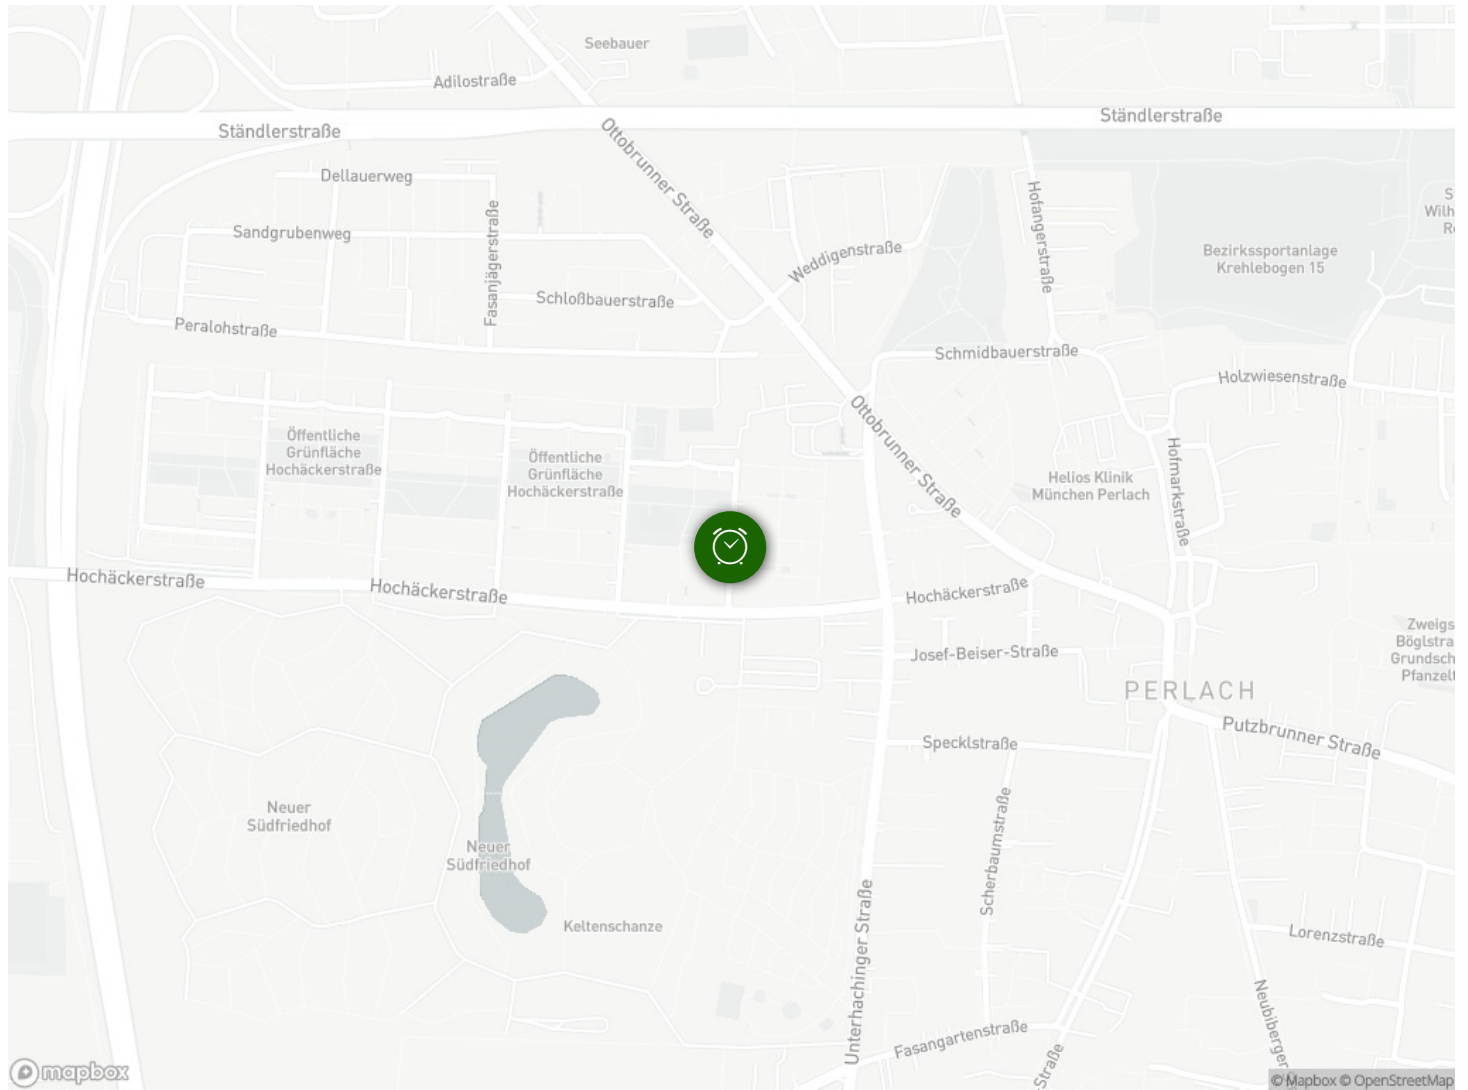 Seebauer
Adilostraße
Ständlerstraße
Ständlerstraße
Ottobrunner Straße
Dellauerweg
Hofangerstraße
Sandgrubenweg
Fasanjägerstraße
Weddigenstraße
Bezirkssportanlage
Krehlebogen 15
Schloßbauerstraße
Peralohstraße
Schmidbauerstraße
Holzwiesenstraße
Ottobrunner Straße
Öffentliche
Grünfläche
Hochäckerstraße
Öffentliche
Grünfläche
Hochäckerstraße
Helios Klinik
München Perlach
Hofmarkstraße
Hochäckerstraße
Hochäckerstraße
Hochäckerstraße
Josef-Beiser-Straße
PERLACH
Putzbrunner Straße
Specklstraße
Neuer
Südfriedhof
Neuer
Südfriedhof
Scherbaumstraße
Keltenschanze
Unterhachinger Straße
Lorenzstraße
Fasangartenstraße
Neubiberger
-Straße
mapbox
© Mapbox © OpenStreetMap